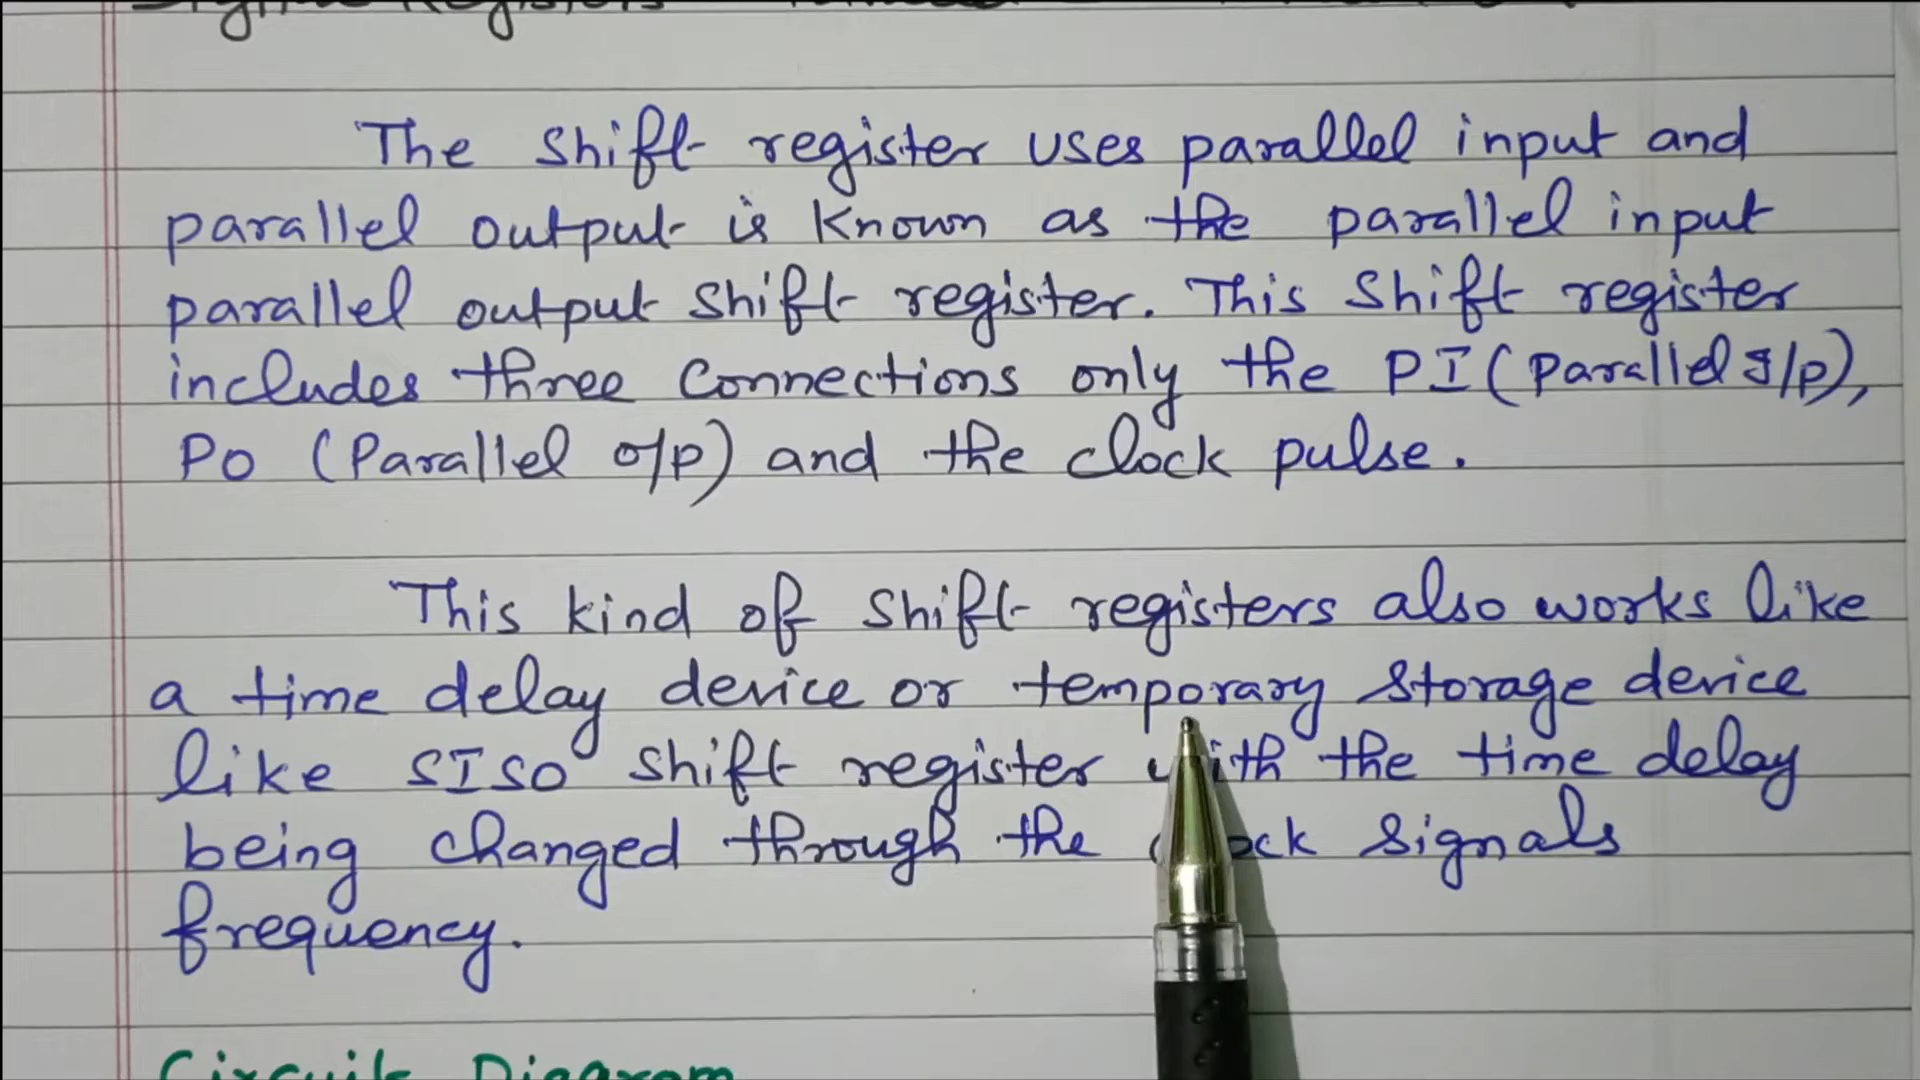 The shift register uses parallel input and
parallel output is known as the parallel input
parallel output shift register. This shift register
includes three connections only the PI (Parallel I/p),
PO (Parallel o/p) and the clock pulse.
This kind of shift registers also works like
a time delay device or temporary storage device
like SISO shift register with the time delay
being changed through the signals
frequency.
Circuit Diagram